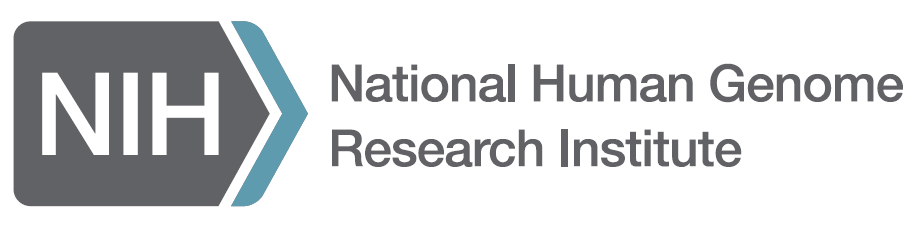 NIH
National Human Genome
Research Institute